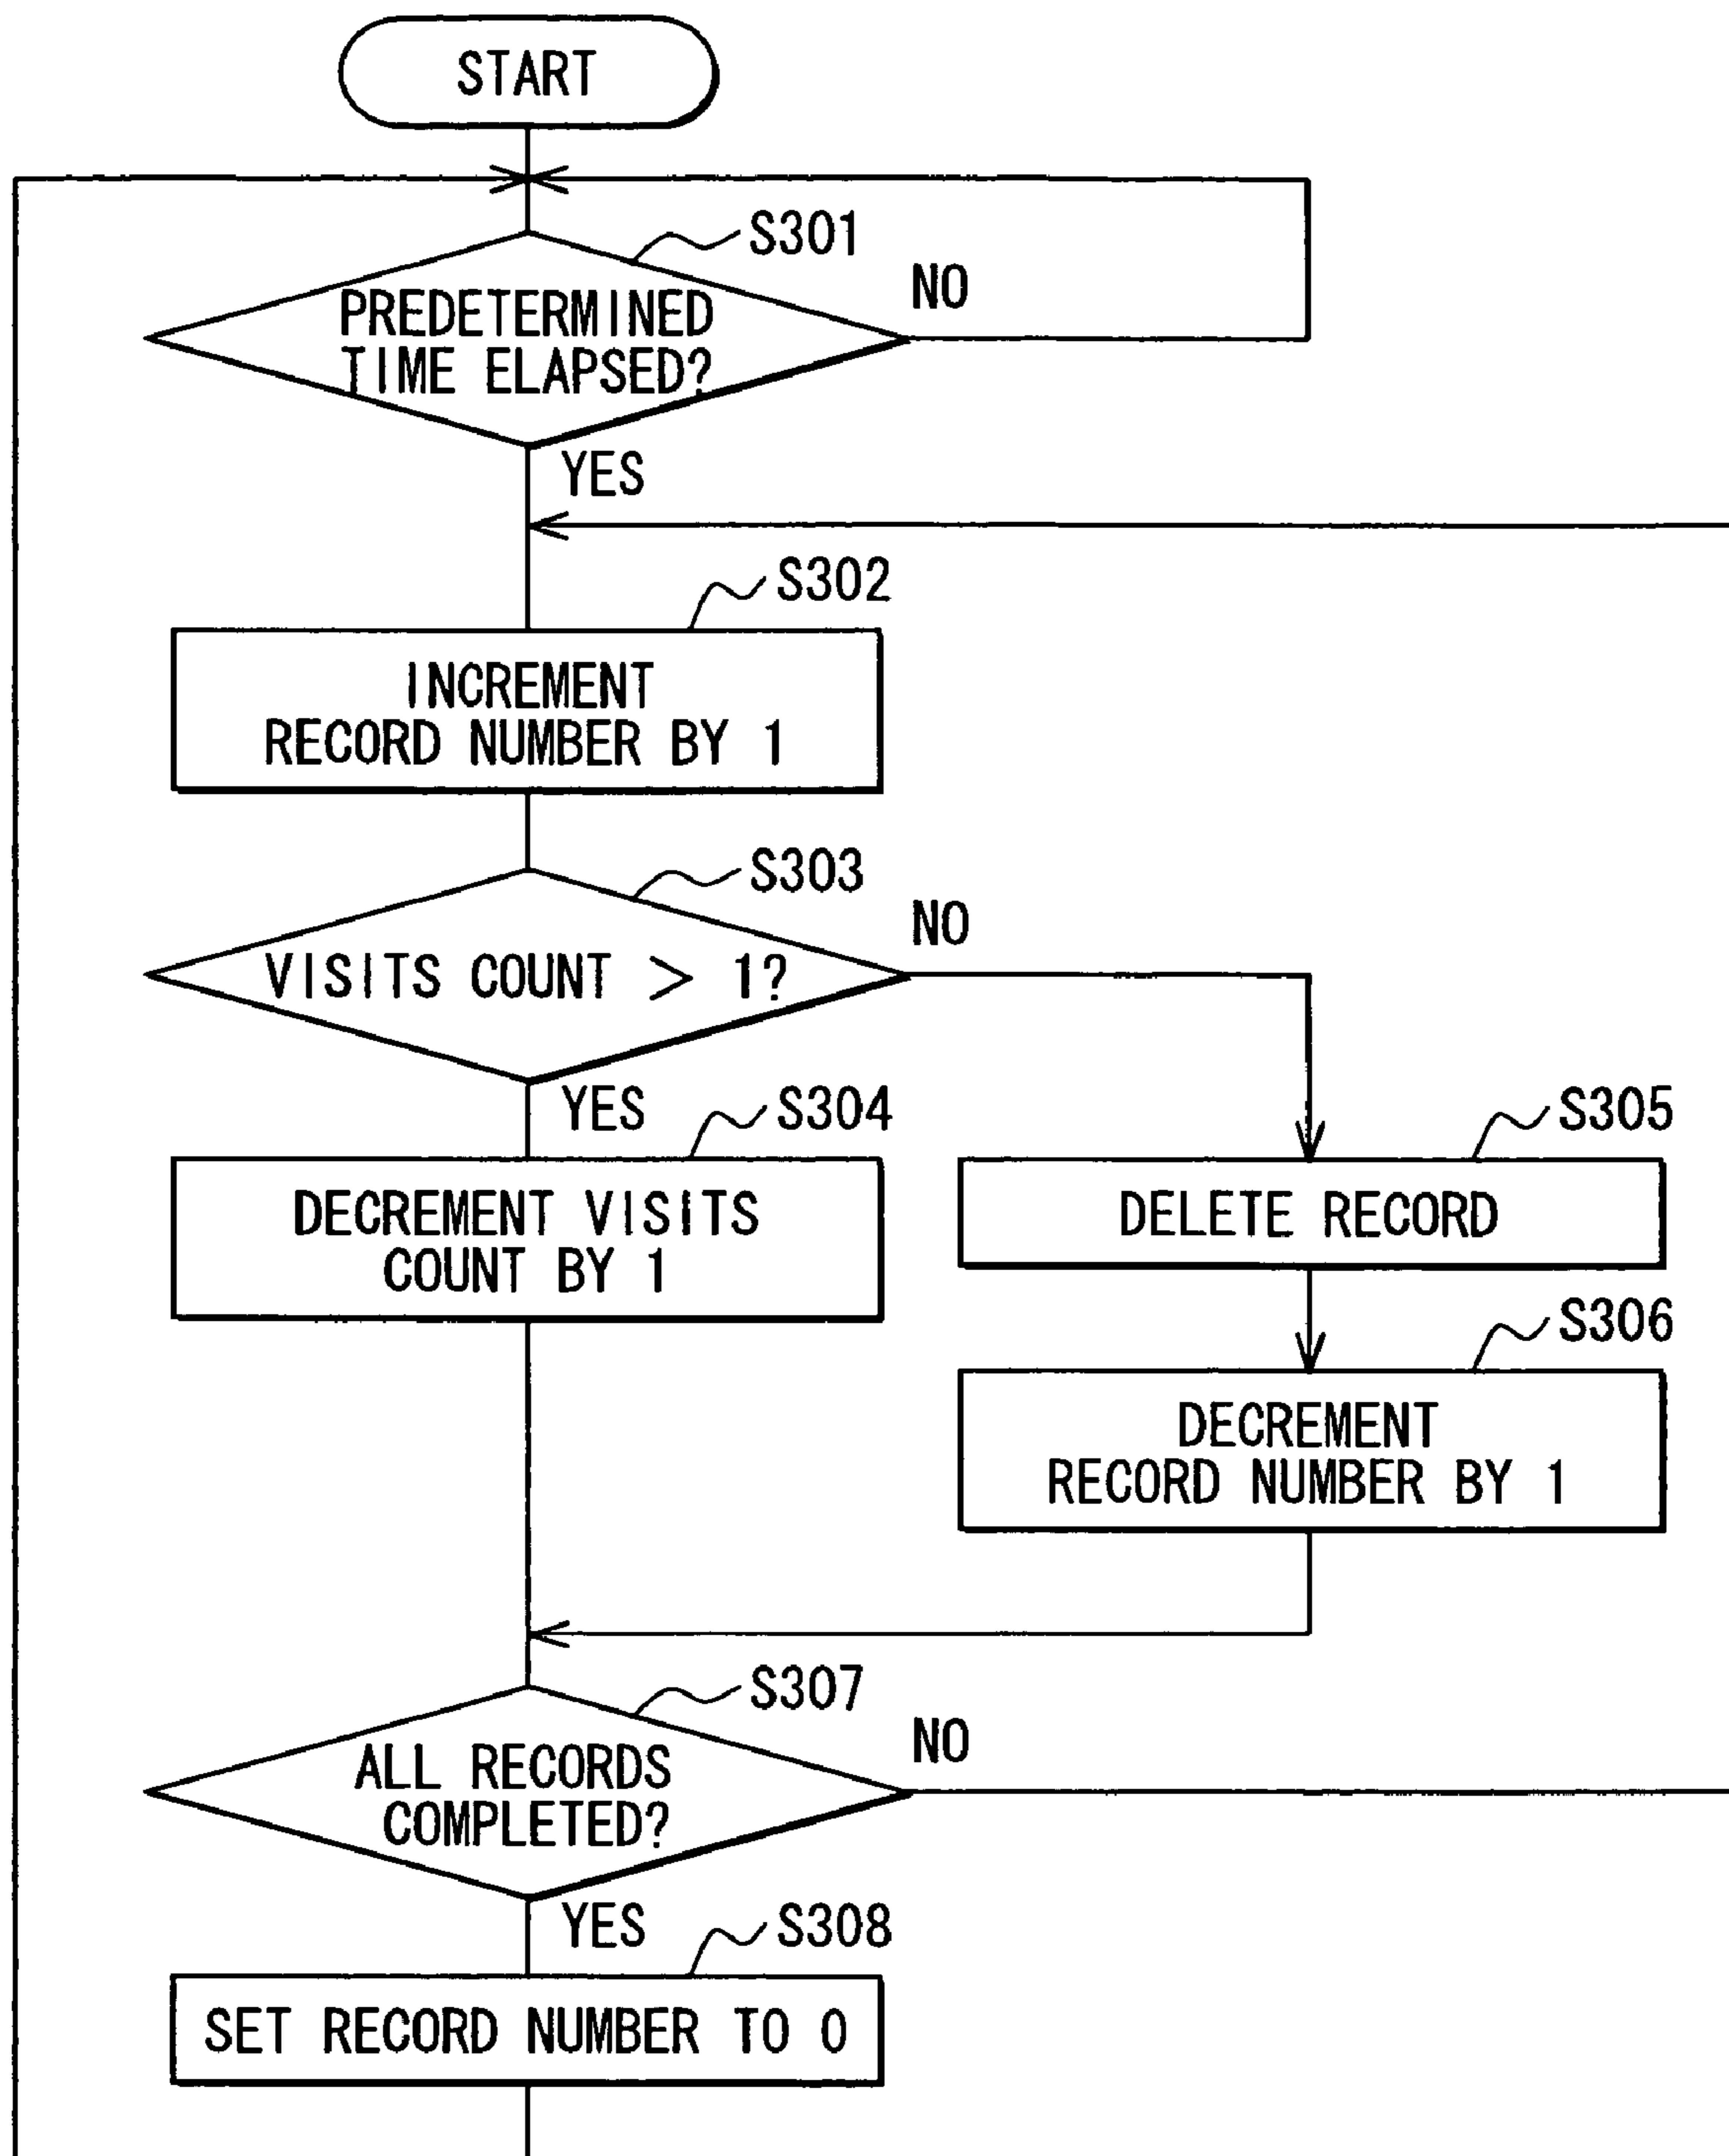 START
S301
NO
PREDETERMINED
TIME ELAPSED?
YES
S302
INCREMENT
RECORD NUMBER BY 1
S303
NO
VISITS COUNT > 1?
YES
S304
S305
DECREMENT VISITS
COUNT BY 1
DELETE RECORD
S306
DECREMENT
RECORD NUMBER BY 1
S307
NO
ALL RECORDS
COMPLETED?
YES
S308
SET RECORD NUMBER TO 0